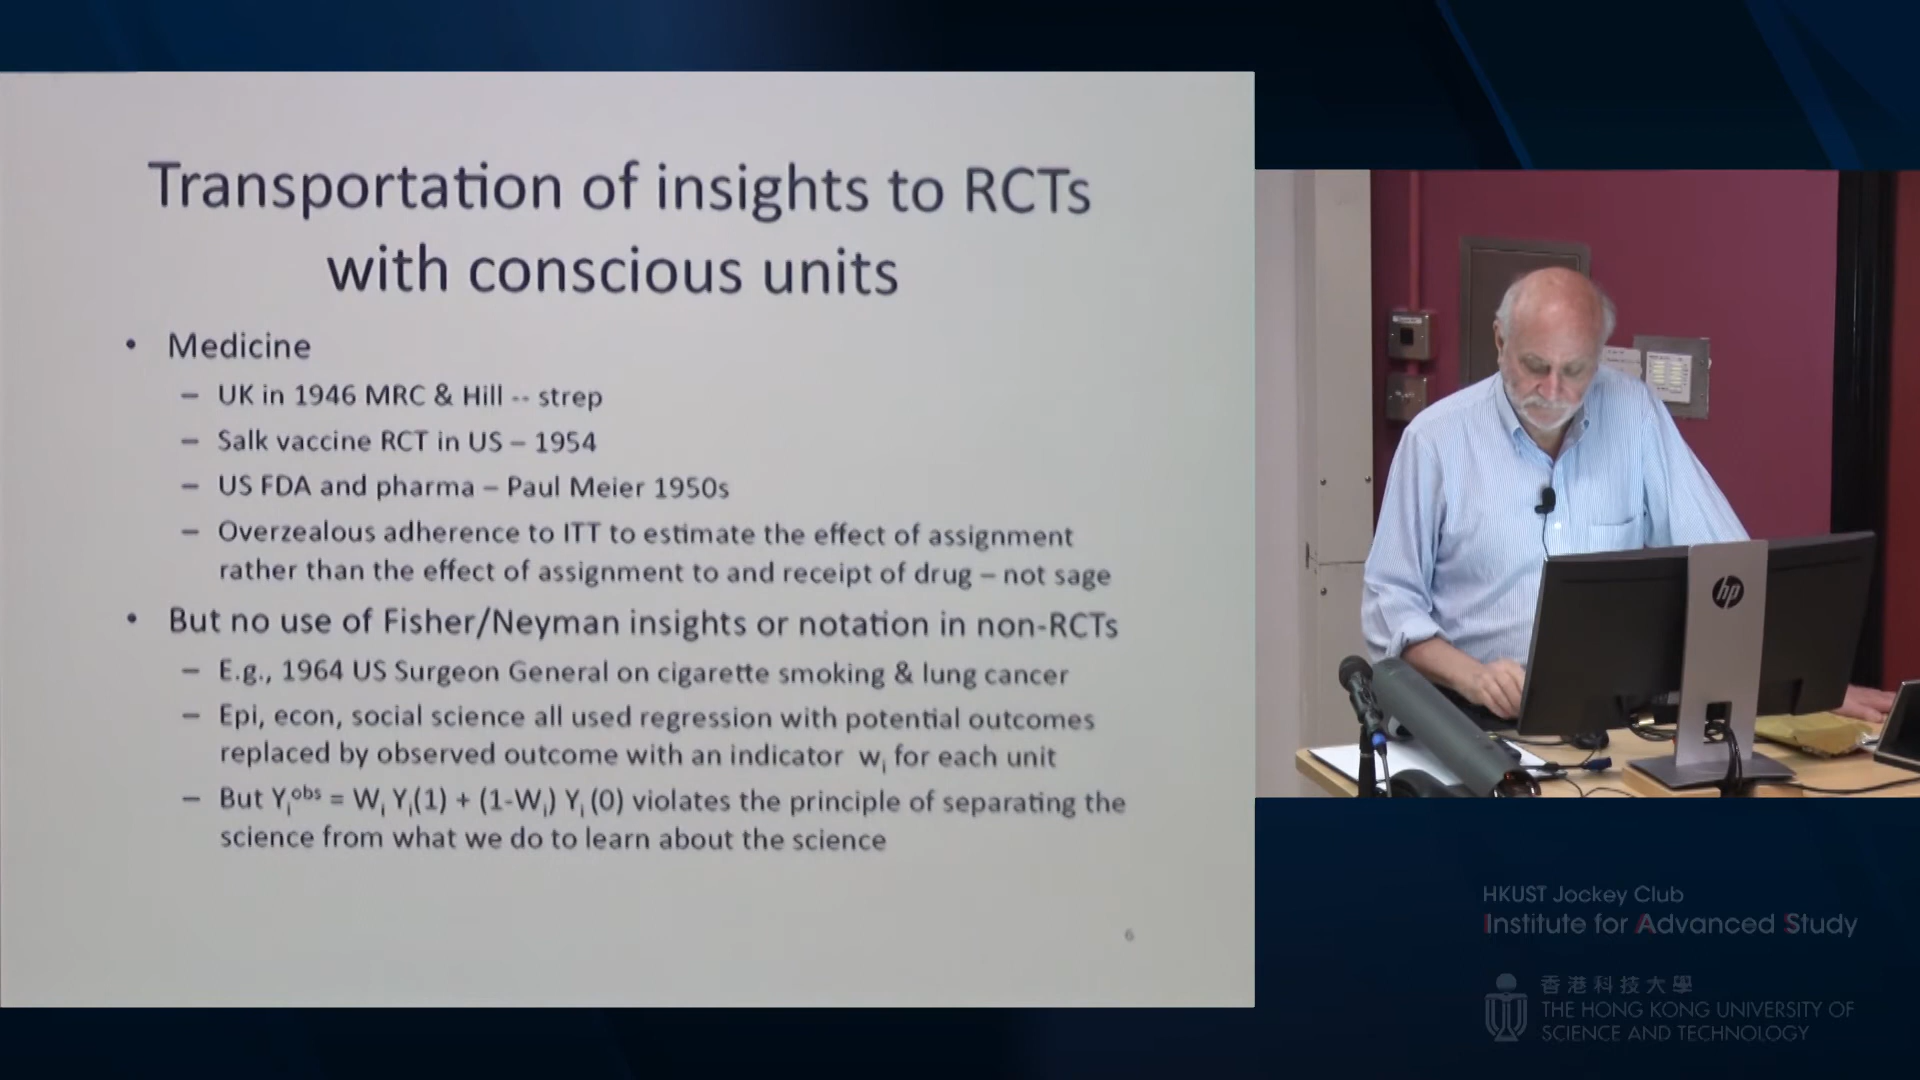 Transportation of insights to RCTs
with conscious units
• Medicine
– UK in 1946 MRC & Hill -- strep
– Salk vaccine RCT in US – 1954
– US FDA and pharma – Paul Meier 1950s
– Overzealous adherence to ITT to estimate the effect of assignment
rather than the effect of assignment to and receipt of drug – not sage
• But no use of Fisher/Neyman insights or notation in non-RCTs
– E.g., 1964 US Surgeon General on cigarette smoking & lung cancer
– Epi, econ, social science all used regression with potential outcomes
replaced by observed outcome with an indicator wᵢ for each unit
– But Yᵢᵒᵇˢ = Wᵢ Yᵢ(1) + (1-Wᵢ) Yᵢ (0) violates the principle of separating the
science from what we do to learn about the science
6
hp
HKUST Jockey Club
Institute for Advanced Study
香港科技大學
THE HONG KONG UNIVERSITY OF
SCIENCE AND TECHNOLOGY